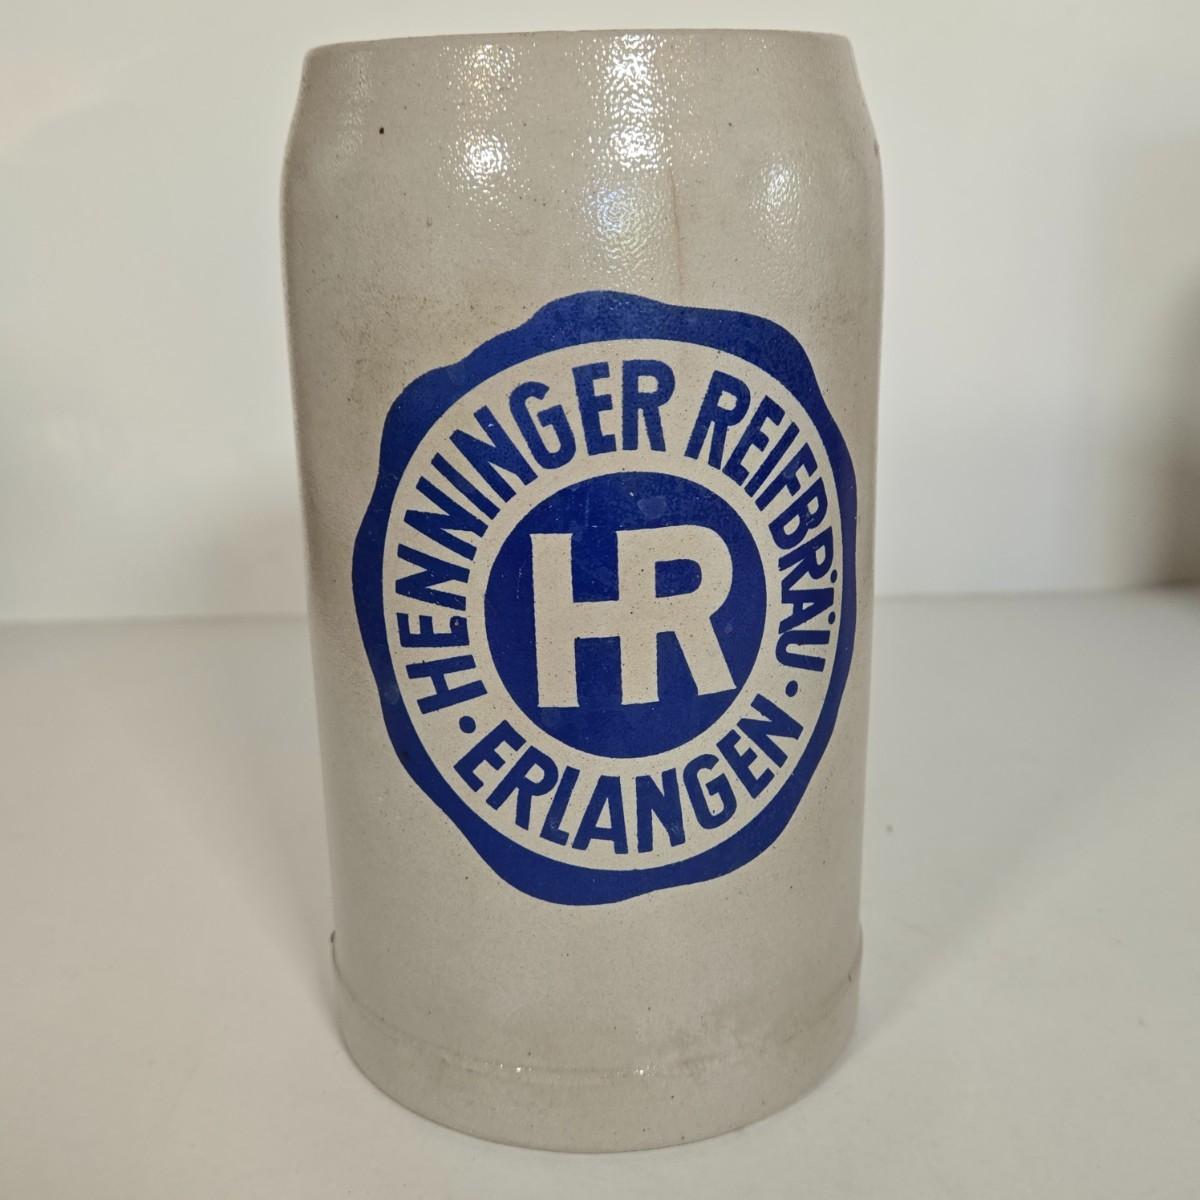 HENNINGER REIFBRÄU
· ERLANGEN ·
HR